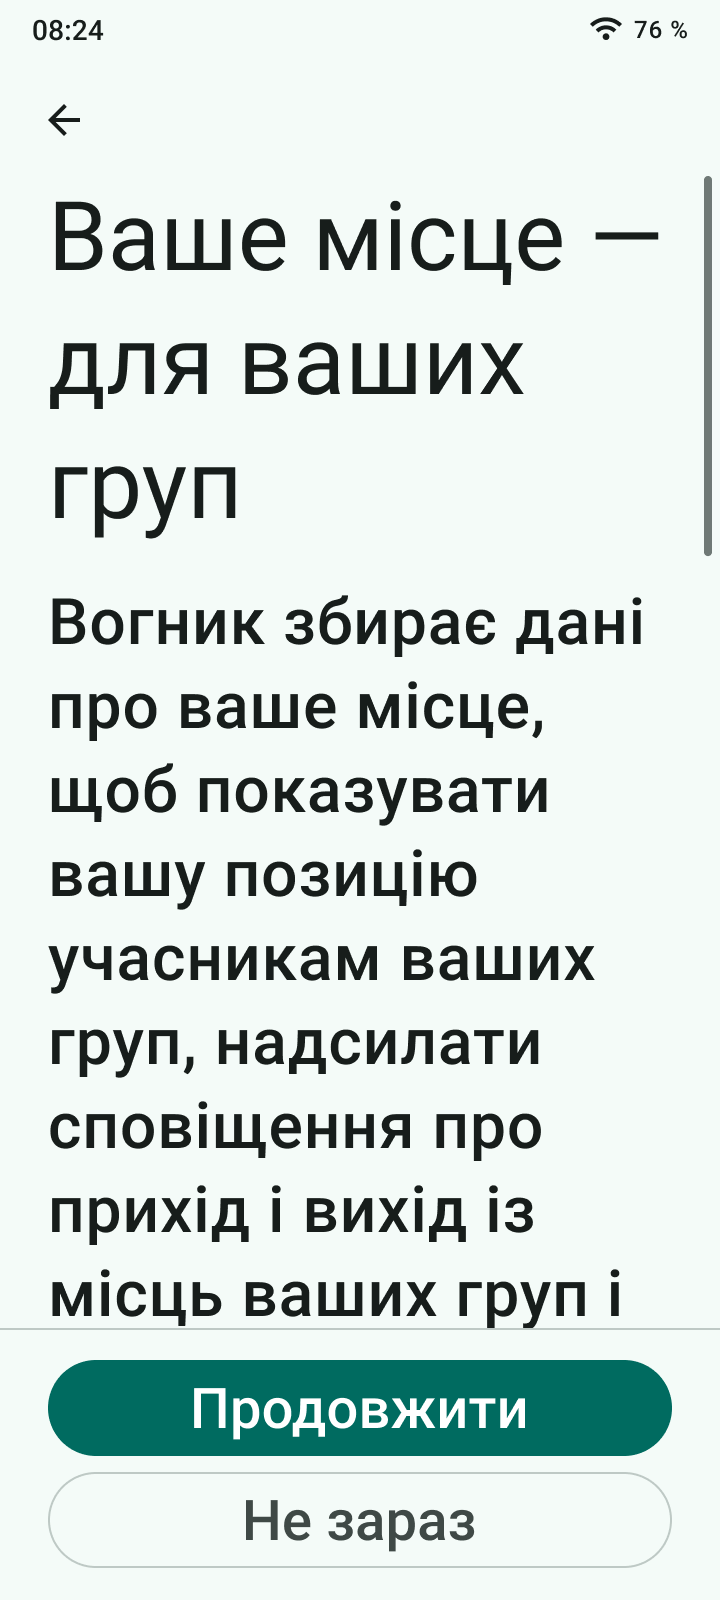 08:24
76 %
Ваше місце —
для ваших
груп
Вогник збирає дані
про ваше місце,
щоб показувати
вашу позицію
учасникам ваших
груп, надсилати
сповіщення про
прихід і вихід із
місць ваших груп і
Продовжити
Не зараз